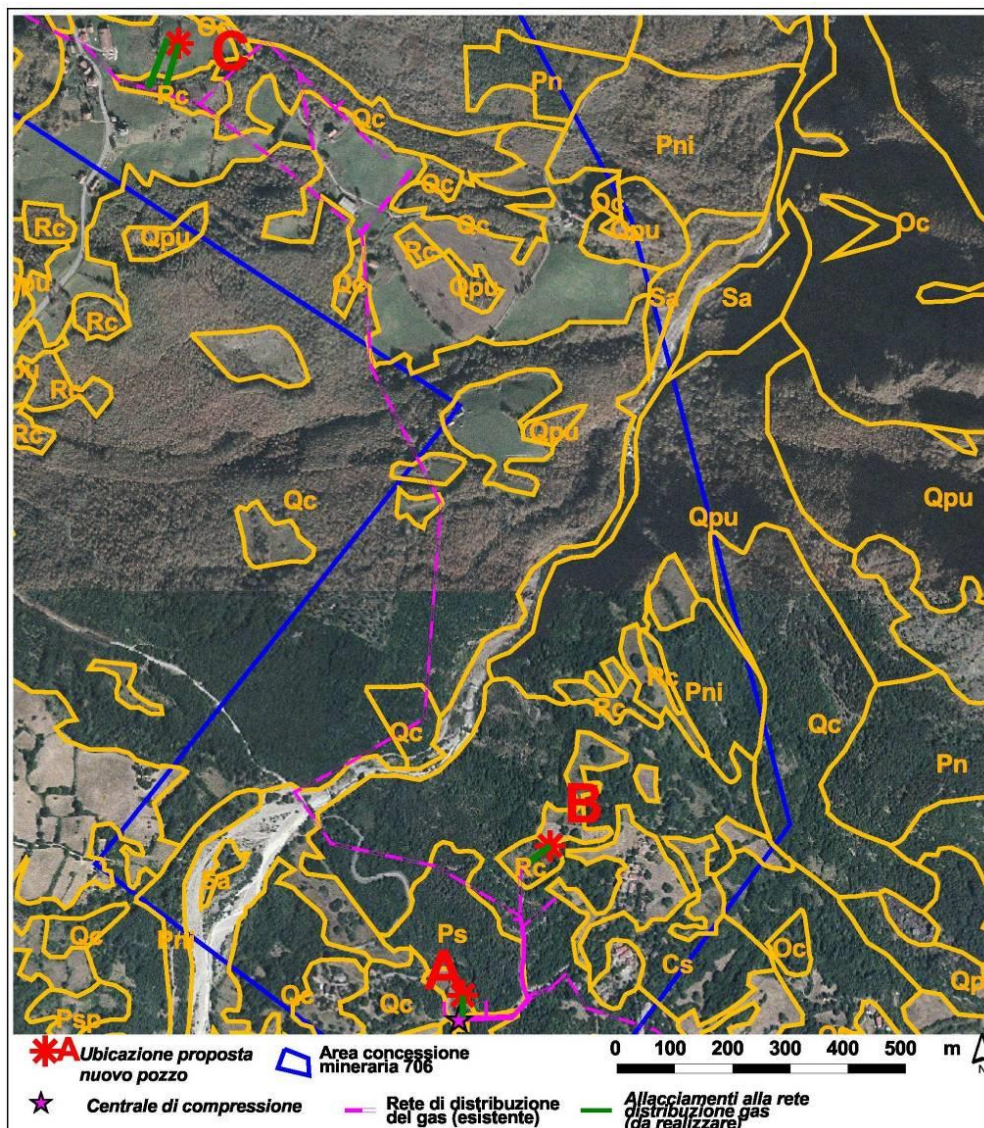 C
Rc
Qc
Pn
Pni
Qc
Qc
Qc
Qpu
Oc
Rc
Qpu
Qc
Rc
Qpu
Qc
Sa
Sa
Rc
Rc
Qpu
Qc
Qpu
Qpu
Rc
Pni
Rc
Qc
Qc
Pn
B
Rc
Sa
Ps
Qc
Pni
Oc
Cs
A
Qc
Qc
Psp
A
Ubicazione proposta
nuovo pozzo
Area concessione
mineraria 706
0 100 200 300 400 500 m
N
Centrale di compressione
Rete di distribuzione
del gas (esistente)
Allacciamenti alla rete
distribuzione gas
(da realizzare)